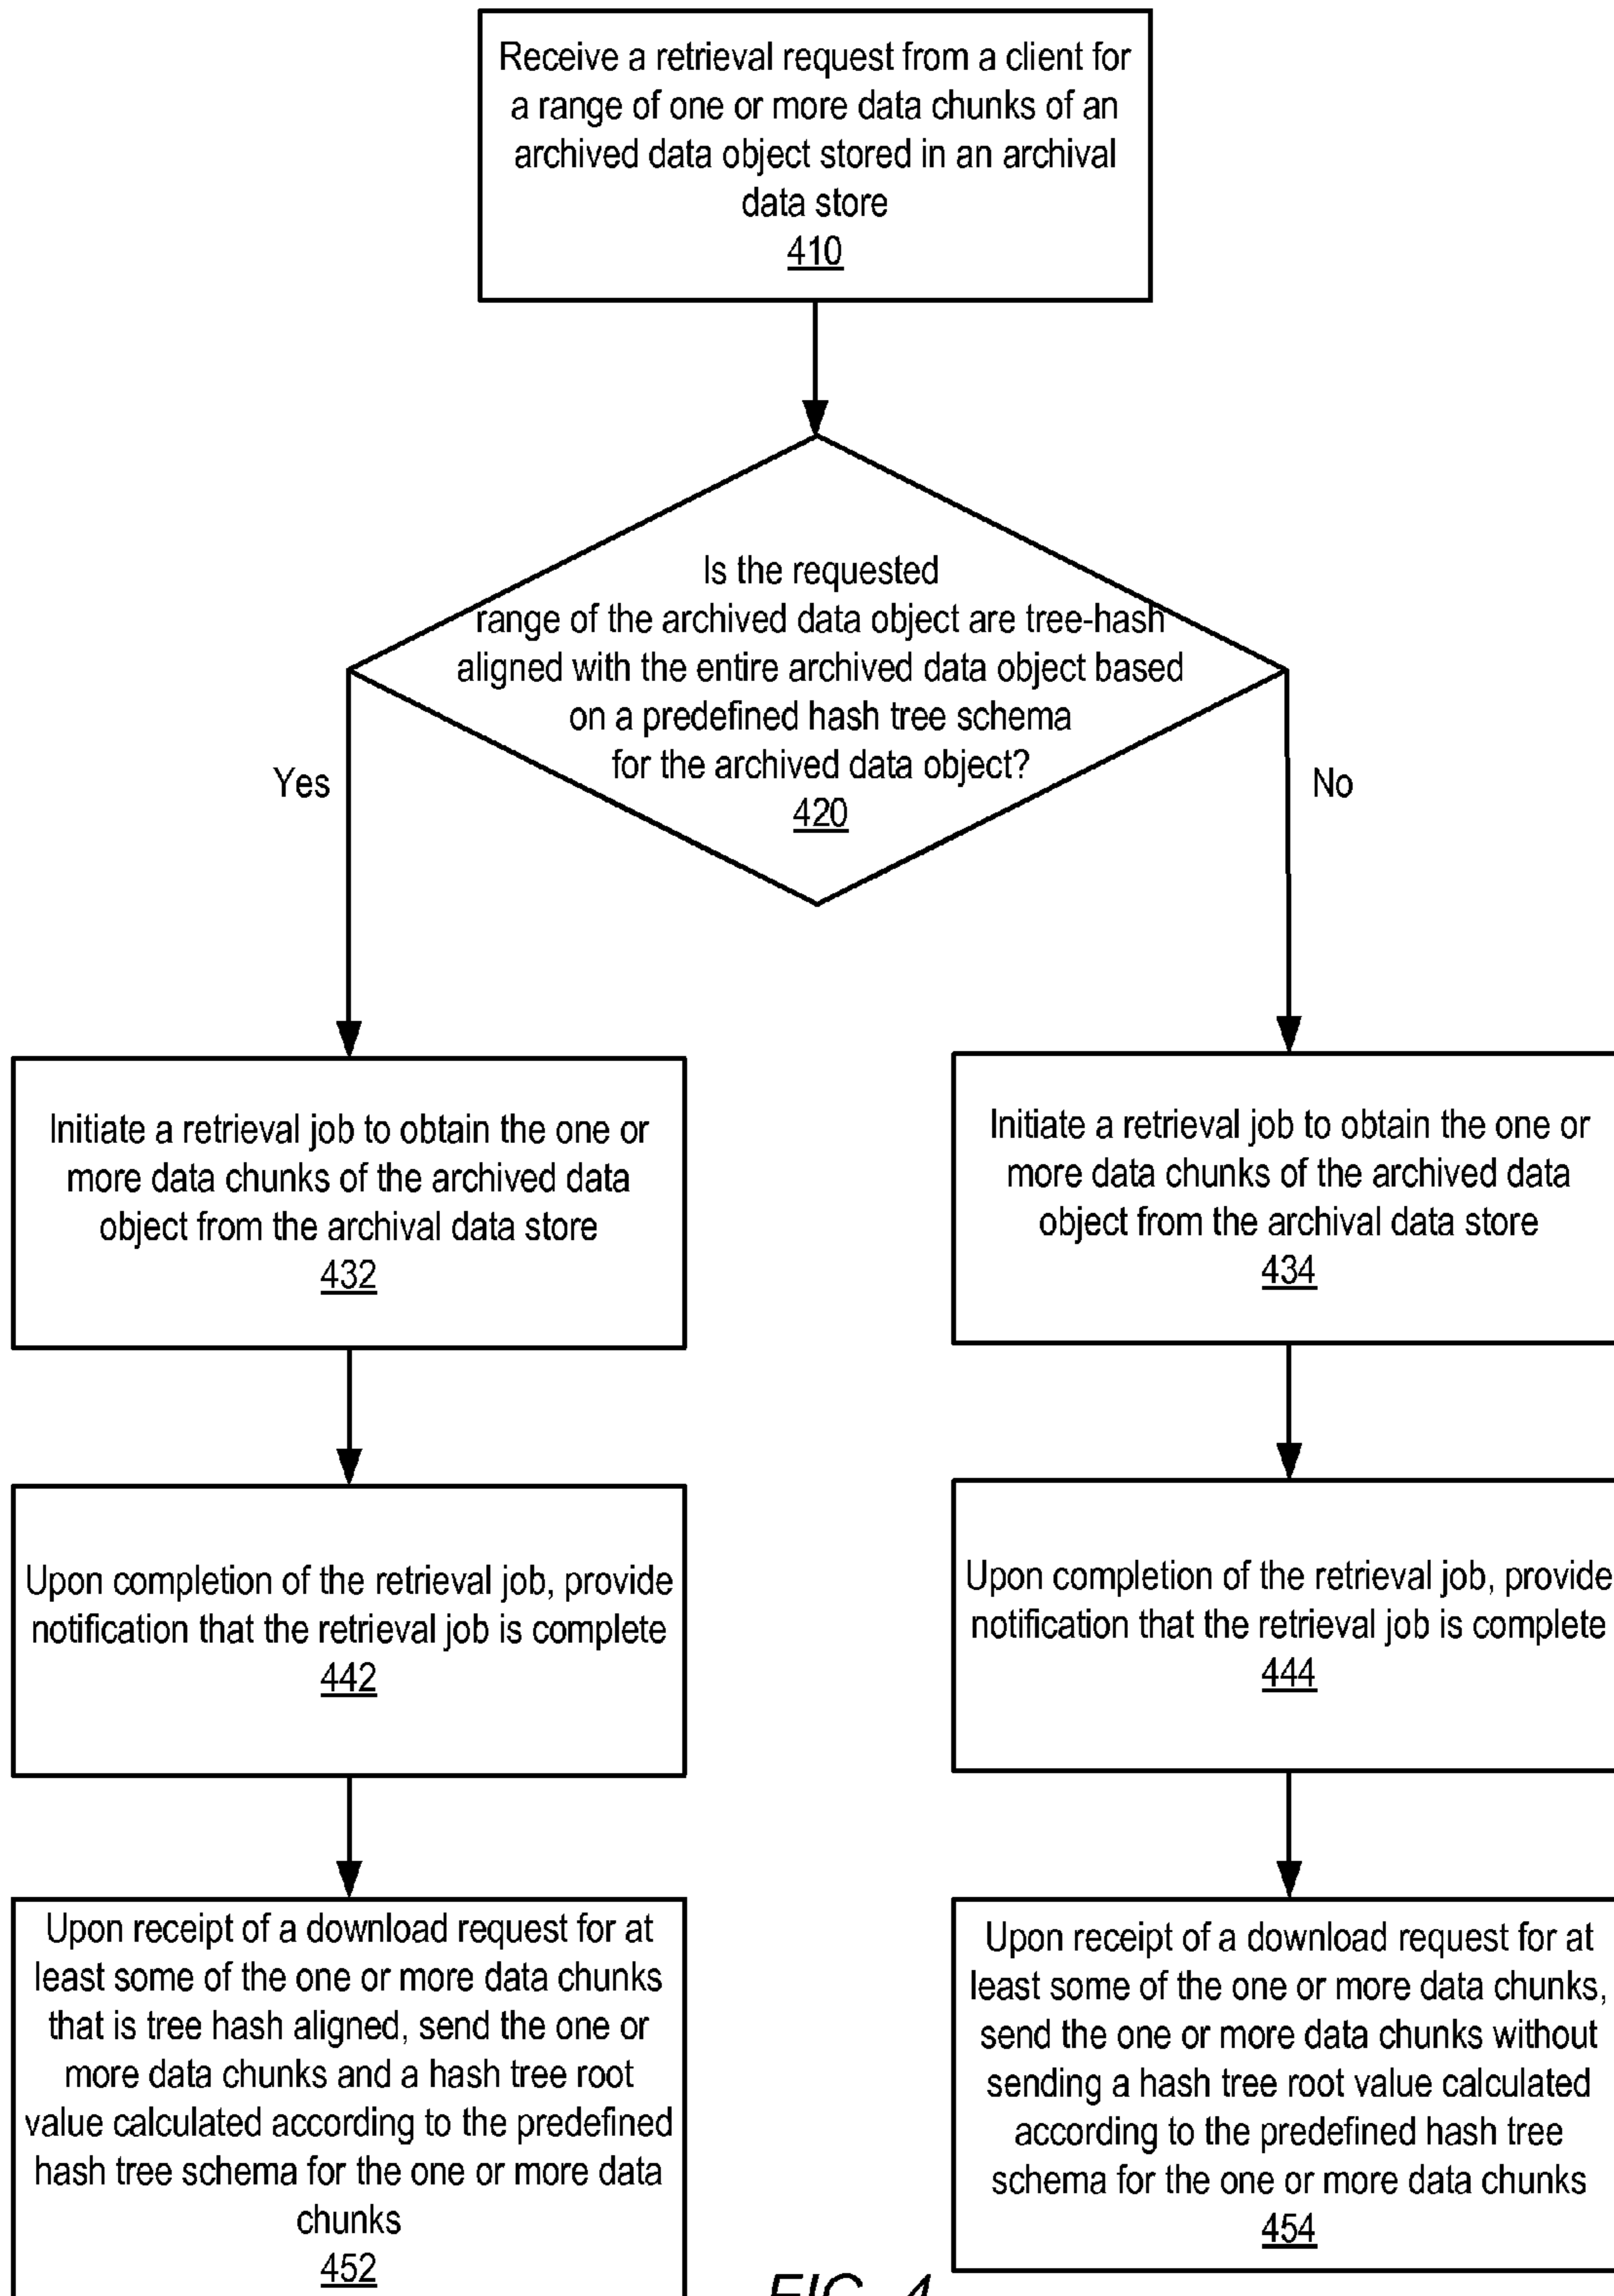 Receive a retrieval request from a client for
a range of one or more data chunks of an
archived data object stored in an archival
data store
410
Is the requested
range of the archived data object are tree-hash
aligned with the entire archived data object based
on a predefined hash tree schema
for the archived data object?
420
Yes
No
Initiate a retrieval job to obtain the one or
more data chunks of the archived data
object from the archival data store
432
Initiate a retrieval job to obtain the one or
more data chunks of the archived data
object from the archival data store
434
Upon completion of the retrieval job, provide
notification that the retrieval job is complete
442
Upon completion of the retrieval job, provide
notification that the retrieval job is complete
444
Upon receipt of a download request for at
least some of the one or more data chunks
that is tree hash aligned, send the one or
more data chunks and a hash tree root
value calculated according to the predefined
hash tree schema for the one or more data
chunks
452
Upon receipt of a download request for at
least some of the one or more data chunks,
send the one or more data chunks without
sending a hash tree root value calculated
according to the predefined hash tree
schema for the one or more data chunks
454
FIG. 4